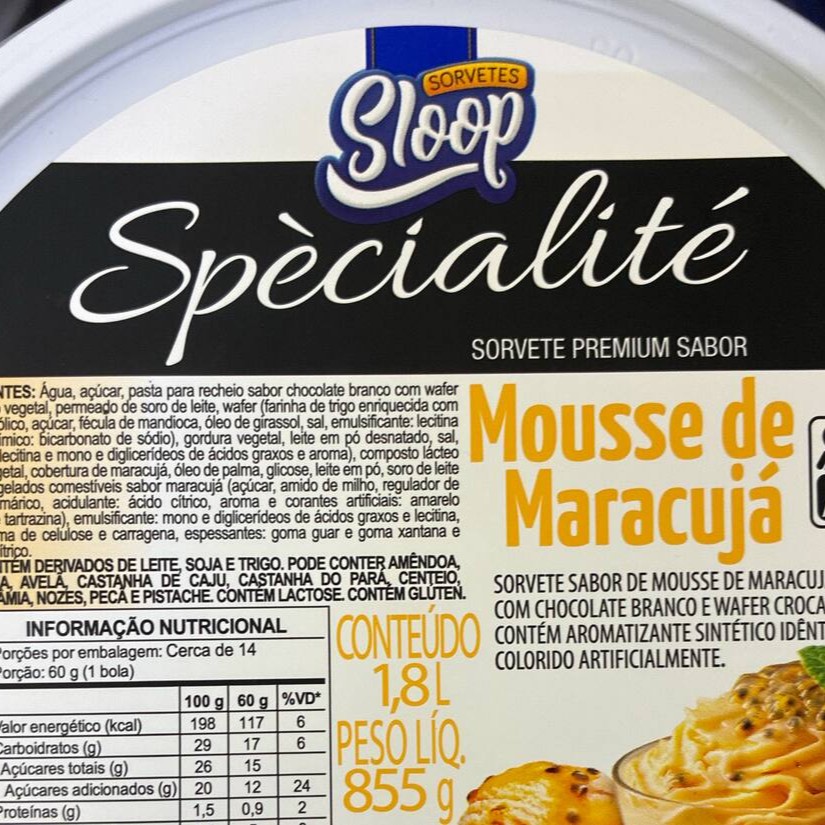 SORVETES
Sloop
Spècialité
SORVETE PREMIUM SABOR
Mousse de
Maracujá
NTES: Água, açúcar, pasta para recheio sabor chocolate branco com wafer
vegetal, permeado de soro de leite, wafer (farinha de trigo enriquecida com
ólico, açúcar, fécula de mandioca, óleo de girassol, sal, emulsificante: lecitina
ímico: bicarbonato de sódio), gordura vegetal, leite em pó desnatado, sal,
lecitina e mono e diglicerídeos de ácidos graxos e aroma), composto lácteo
getal, cobertura de maracujá, óleo de palma, glicose, leite em pó, soro de leite
gelados comestíveis sabor maracujá (açúcar, amido de milho, regulador de
márico, acidulante: ácido cítrico, aroma e corantes artificiais: amarelo
tartrazina), emulsificante: mono e diglicerídeos de ácidos graxos e lecitina,
ma de celulose e carragena, espessantes: goma guar e goma xantana e
ítrico.
NTÉM DERIVADOS DE LEITE, SOJA E TRIGO. PODE CONTER AMÊNDOA,
A, AVELÃ, CASTANHA DE CAJU, CASTANHA DO PARÁ, CENTEIO,
ÂMIA, NOZES, PECÃ E PISTACHE. CONTÉM LACTOSE. CONTÉM GLÚTEN.
SORVETE SABOR DE MOUSSE DE MARACUJ
COM CHOCOLATE BRANCO E WAFER CROCA
CONTÉM AROMATIZANTE SINTÉTICO IDÊNT
COLORIDO ARTIFICIALMENTE.
INFORMAÇÃO NUTRICIONAL
Porções por embalagem: Cerca de 14
Porção: 60 g (1 bola)
100 g 60 g %VD*
Valor energético (kcal) 198 117 6
Carboidratos (g) 29 17 6
Açúcares totais (g) 26 15
Açúcares adicionados (g) 20 12 24
Proteínas (g) 1,5 0,9 2
CONTEÚDO
1,8L
PESO LÍQ.
855 g